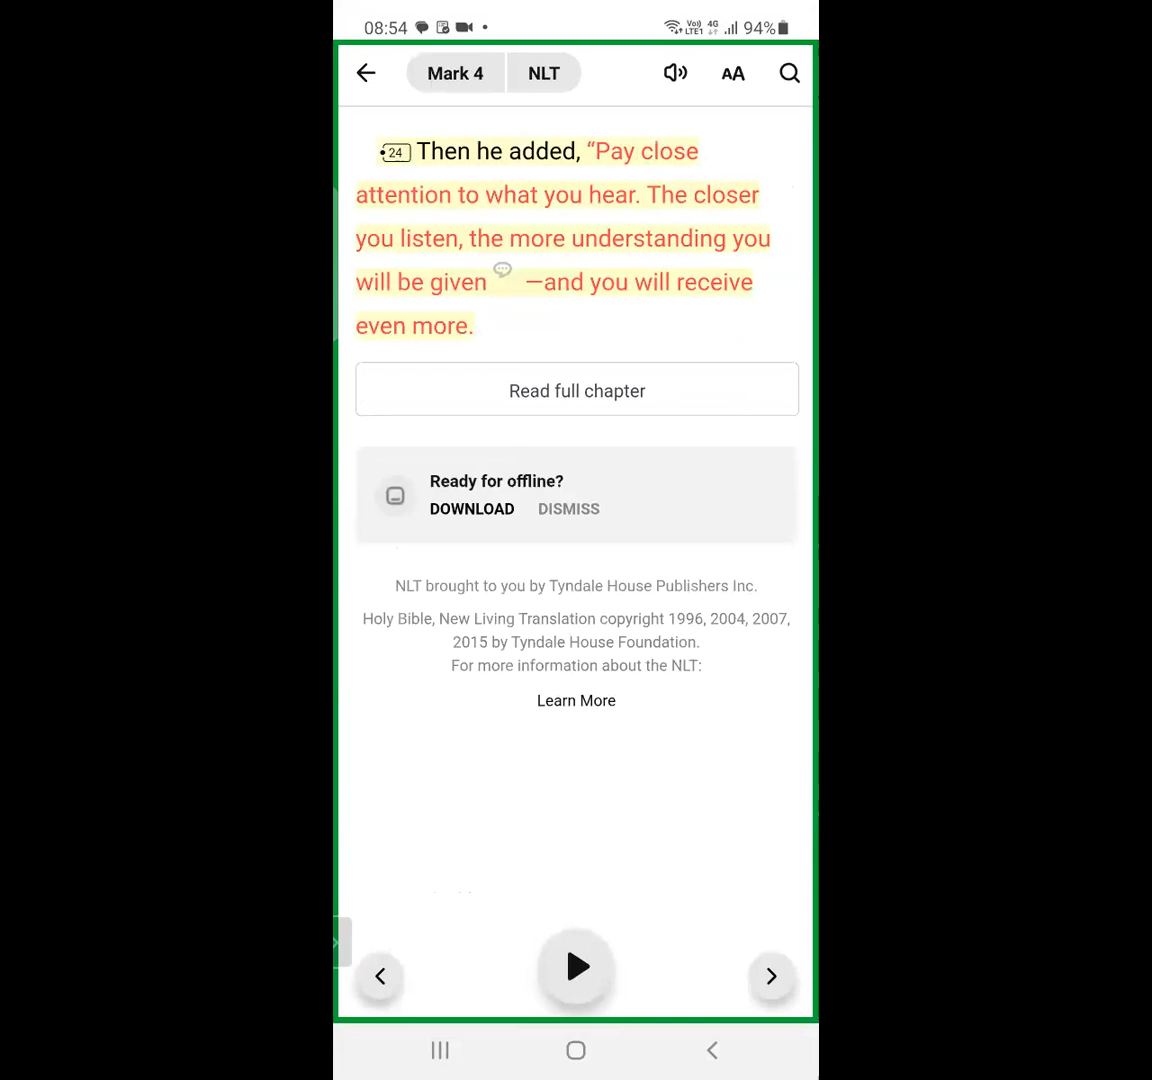 08:54 Vo)) LTE1 4G 94%
Mark 4 NLT AA
24 Then he added, “Pay close
attention to what you hear. The closer
you listen, the more understanding you
will be given —and you will receive
even more.
Read full chapter
Ready for offline?
DOWNLOAD DISMISS
NLT brought to you by Tyndale House Publishers Inc.
Holy Bible, New Living Translation copyright 1996, 2004, 2007,
2015 by Tyndale House Foundation.
For more information about the NLT:
Learn More